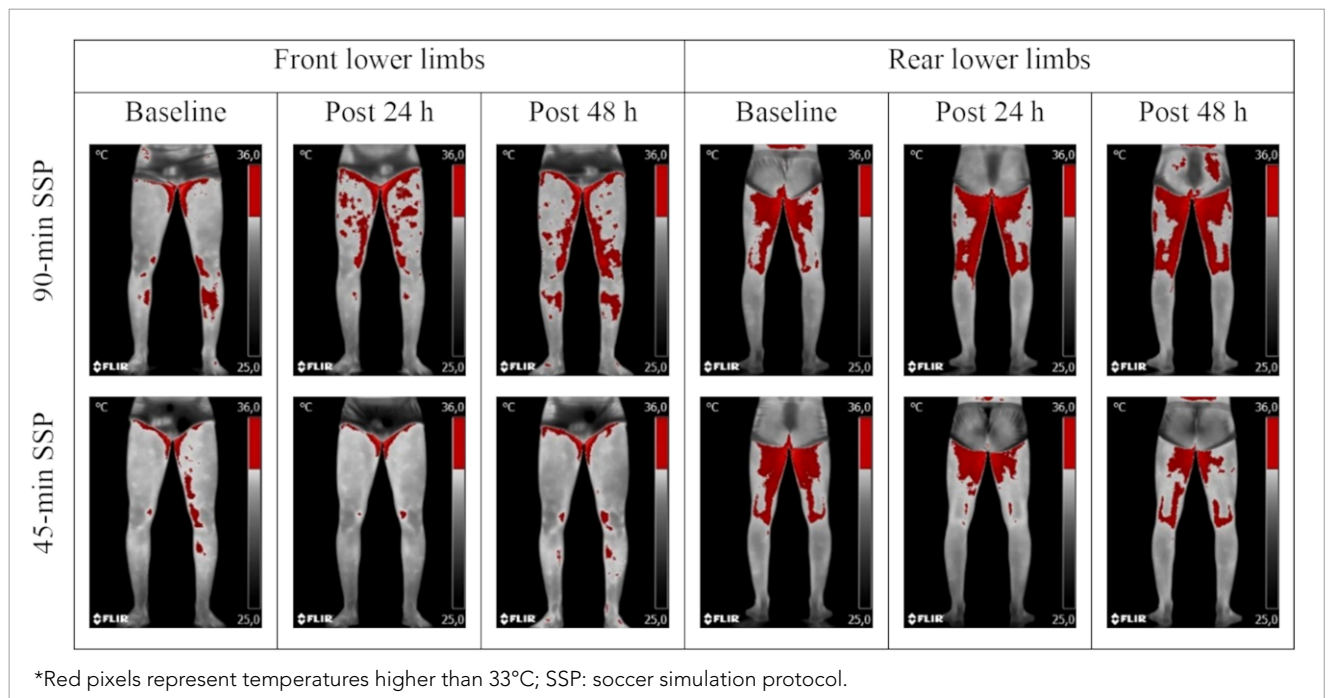 Front lower limbs Rear lower limbs
Baseline Post 24 h Post 48 h Baseline Post 24 h Post 48 h
90-min SSP
°C 36,0 °C 36,0 °C 36,0 °C 36,0 °C 36,0 °C 36,0
FLIR 25,0 FLIR 25,0 FLIR 25,0 FLIR 25,0 FLIR 25,0 FLIR 25,0
45-min SSP
°C 36,0 °C 36,0 °C 36,0 °C 36,0 °C 36,0 °C 36,0
FLIR 25,0 FLIR 25,0 FLIR 25,0 FLIR 25,0 FLIR 25,0 FLIR 25,0
*Red pixels represent temperatures higher than 33°C; SSP: soccer simulation protocol.